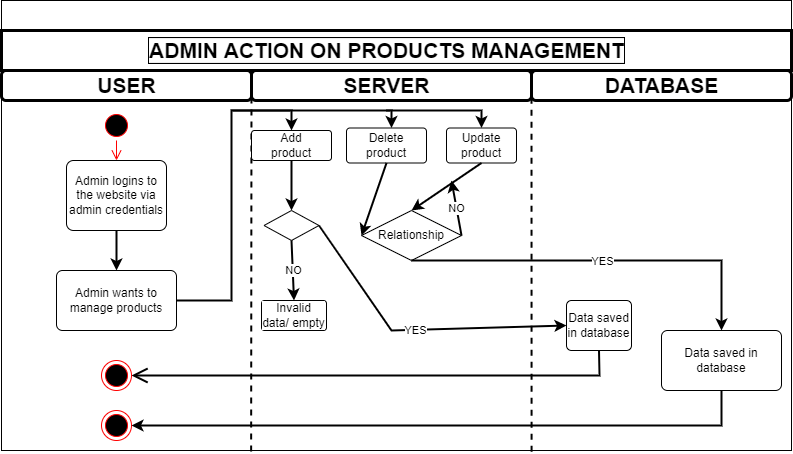 ADMIN ACTION ON PRODUCTS MANAGEMENT
USER
SERVER
DATABASE
Add
product
Delete
product
Update
product
Admin logins to
the website via
admin credentials
NO
Relationship
YES
NO
Admin wants to
manage products
Invalid
data/ empty
YES
Data saved
in database
Data saved in
database